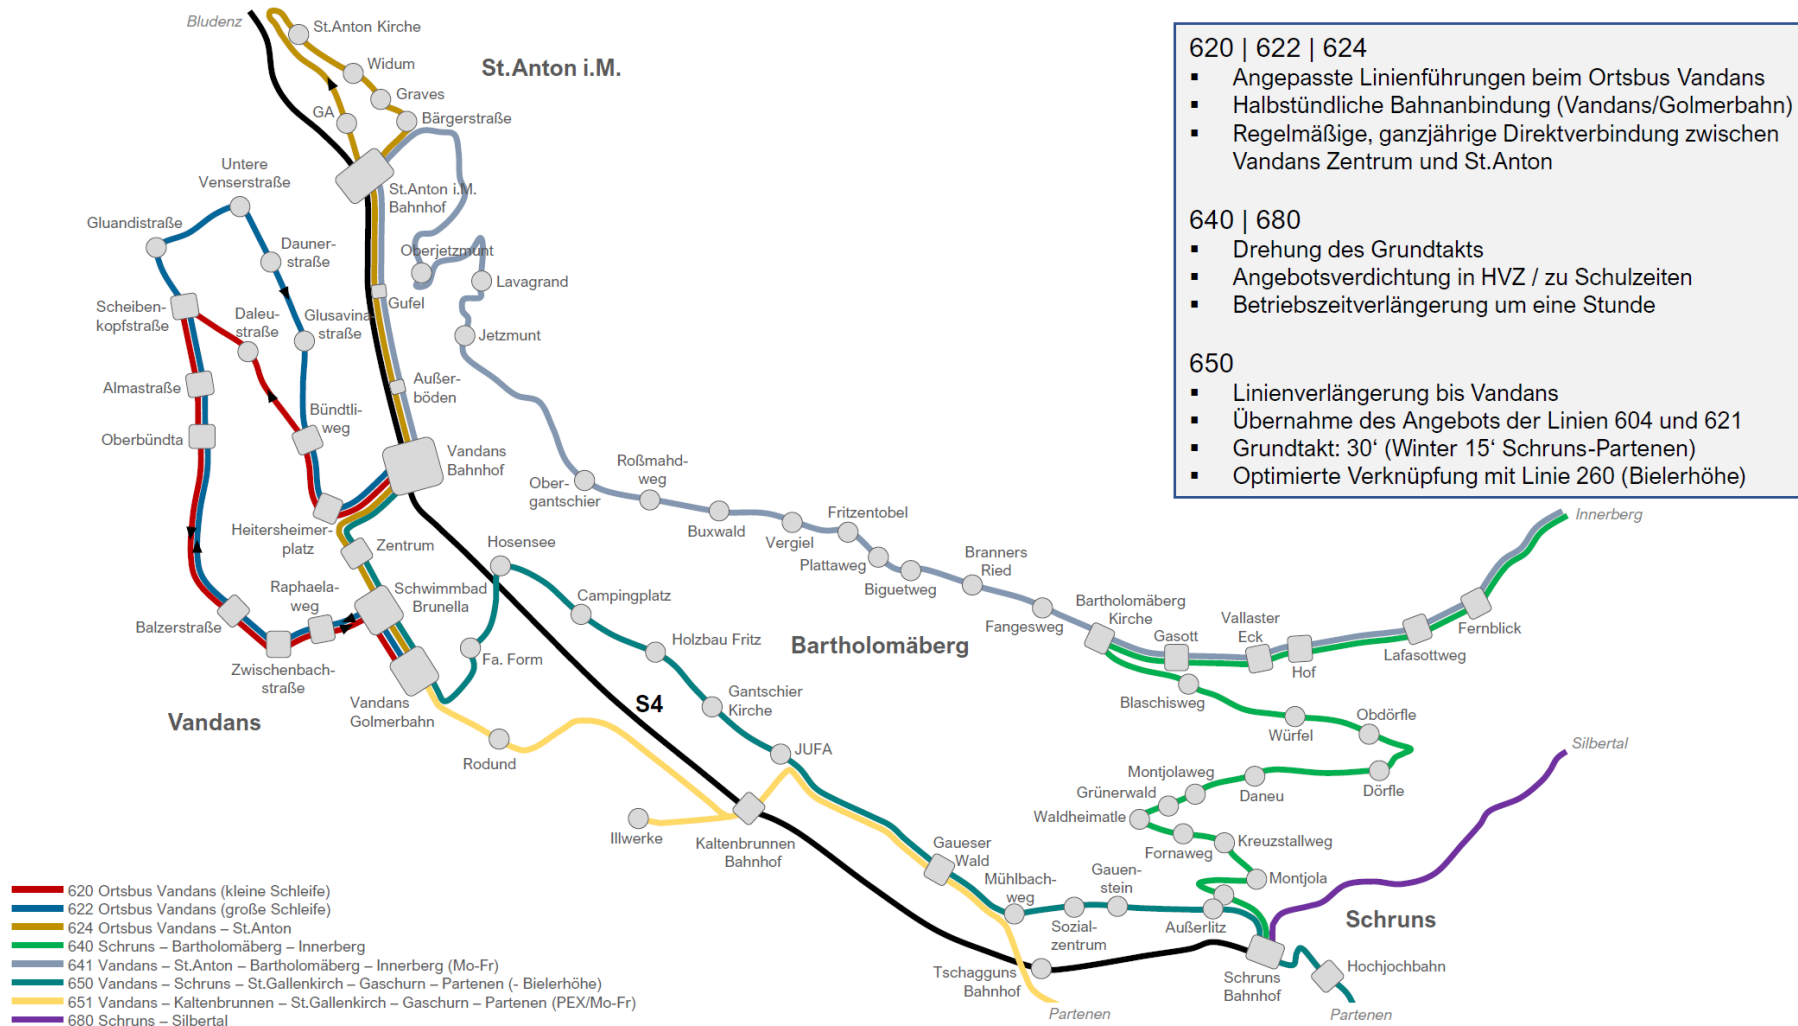 Bludenz
St.Anton Kirche
Widum
Graves
GA
Bärgerstraße
St.Anton i.M.
St.Anton i.M.
Bahnhof
Untere
Venserstraße
Gluandistraße
Dauner-
straße
Scheiben-
kopfstraße
Daleu-
straße
Glusavina-
straße
Gufel
Oberjetzmunt
Lavagrand
Jetzmunt
Almastraße
Außer-
böden
Oberbündta
Bündtli-
weg
Vandans
Bahnhof
Heitersheimer-
platz
Zentrum
Raphaela-
weg
Schwimmbad
Brunella
Balzerstraße
Zwischenbach-
straße
Vandans
Golmerbahn
Vandans
Hosensee
Campingplatz
Holzbau Fritz
Fa. Form
Gantschier
Kirche
JUFA
S4
Rodund
Illwerke
Kaltenbrunnen
Bahnhof
Ober-
gantschier
Roßmahd-
weg
Buxwald
Vergiel
Fritzentobel
Plattaweg
Biguetweg
Branners
Ried
Fangesweg
Bartholomäberg
Bartholomäberg
Kirche
Gasott
Vallaster
Eck
Hof
Lafasottweg
Fernblick
Innerberg
Blaschisweg
Würfel
Obdörfle
Dörfle
Daneu
Montjolaweg
Grünerwald
Waldheimatle
Fornaweg
Kreuzstallweg
Montjola
Silbertal
Gaueser
Wald
Mühlbach-
weg
Gauen-
stein
Sozial-
zentrum
Außerlitz
Schruns
Tschagguns
Bahnhof
Schruns
Bahnhof
Hochjochbahn
Partenen
Partenen
620 | 622 | 624
▪ Angepasste Linienführungen beim Ortsbus Vandans
▪ Halbstündliche Bahnanbindung (Vandans/Golmerbahn)
▪ Regelmäßige, ganzjährige Direktverbindung zwischen
Vandans Zentrum und St.Anton
640 | 680
▪ Drehung des Grundtakts
▪ Angebotsverdichtung in HVZ / zu Schulzeiten
▪ Betriebszeitverlängerung um eine Stunde
650
▪ Linienverlängerung bis Vandans
▪ Übernahme des Angebots der Linien 604 und 621
▪ Grundtakt: 30‘ (Winter 15‘ Schruns-Partenen)
▪ Optimierte Verknüpfung mit Linie 260 (Bielerhöhe)
620 Ortsbus Vandans (kleine Schleife)
622 Ortsbus Vandans (große Schleife)
624 Ortsbus Vandans – St.Anton
640 Schruns – Bartholomäberg – Innerberg
641 Vandans – St.Anton – Bartholomäberg – Innerberg (Mo-Fr)
650 Vandans – Schruns – St.Gallenkirch – Gaschurn – Partenen (- Bielerhöhe)
651 Vandans – Kaltenbrunnen – St.Gallenkirch – Gaschurn – Partenen (PEX/Mo-Fr)
680 Schruns – Silbertal